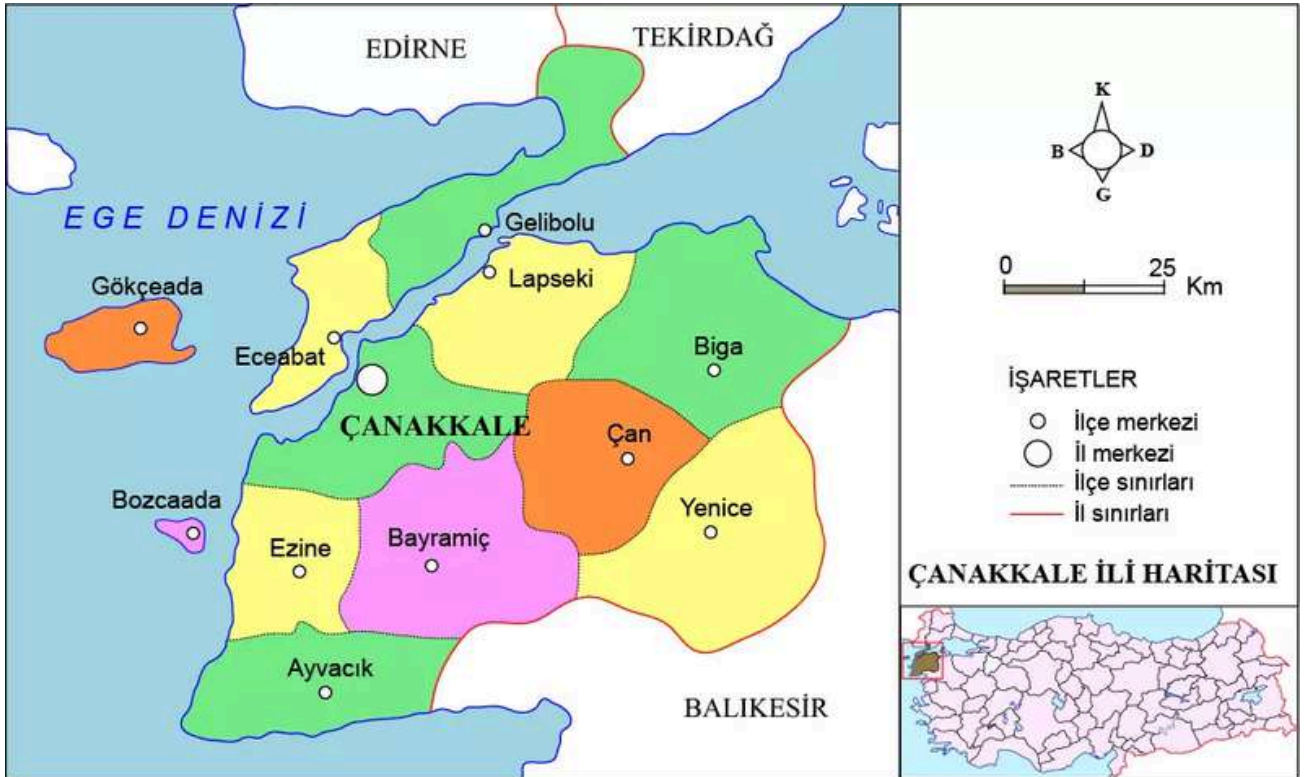 EDİRNE
TEKİRDAĞ
EGE DENİZİ
Gelibolu
Lapseki
Gökçeada
Eceabat
Biga
ÇANAKKALE
Çan
Bozcaada
Yenice
Ezine
Bayramiç
Ayvacık
BALIKESİR
K
B
D
G
0
25
Km
İŞARETLER
İlçe merkezi
İl merkezi
İlçe sınırları
İl sınırları
ÇANAKKALE İLİ HARİTASI